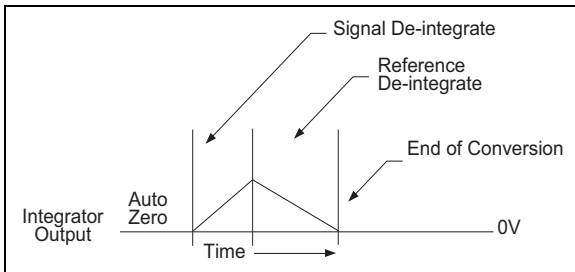 Signal De-integrate
Reference
De-integrate
End of Conversion
Auto
Zero
Integrator
Output
0V
Time